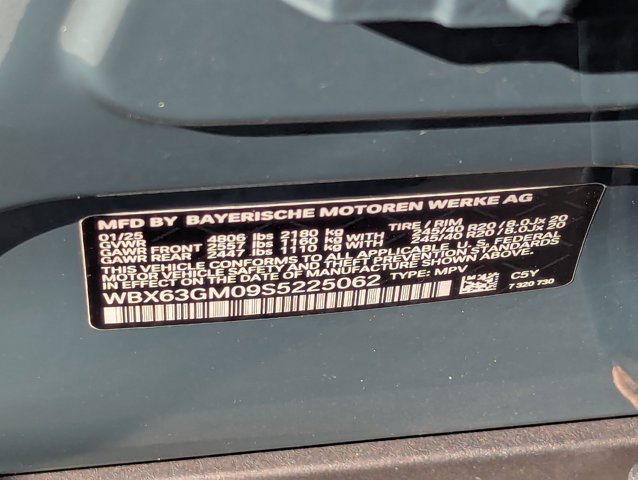 MFD BY BAYERISCHE MOTOREN WERKE AG
01/25 TIRE / RIM
GVWR 4806 lbs 2180 kg
GAWR FRONT 2557 lbs 1160 kg WITH 245/40 R20 / 8.0Jx 20
GAWR REAR 2447 lbs 1110 kg WITH 245/40 R20 / 8.0Jx 20
THIS VEHICLE CONFORMS TO ALL APPLICABLE U.S. FEDERAL
MOTOR VEHICLE SAFETY AND THEFT PREVENTION STANDARDS
IN EFFECT ON THE DATE OF MANUFACTURE SHOWN ABOVE.
WBX63GM09S5225062 TYPE: MPV
C5Y
7 320 730